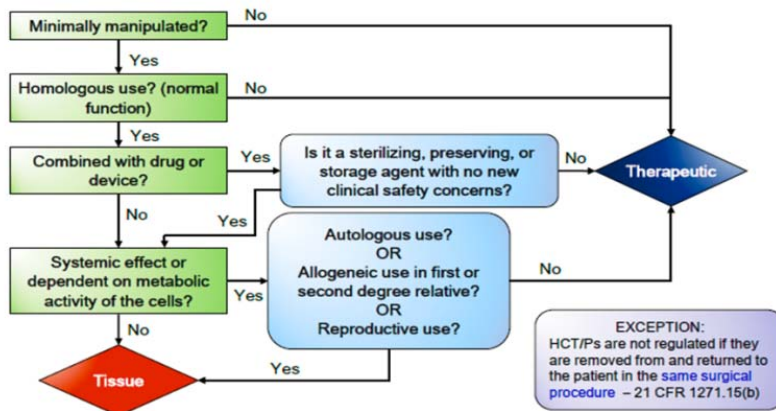 Minimally manipulated?
No
Yes
Homologous use? (normal
function)
No
Yes
Combined with drug or
device?
Yes
Is it a sterilizing, preserving, or
storage agent with no new
clinical safety concerns?
No
Therapeutic
No
Yes
Systemic effect or
dependent on metabolic
activity of the cells?
Yes
Autologous use?
OR
Allogeneic use in first or
second degree relative?
OR
Reproductive use?
No
No
Yes
Tissue
EXCEPTION:
HCT/Ps are not regulated if they
are removed from and returned to
the patient in the same surgical
procedure – 21 CFR 1271.15(b)